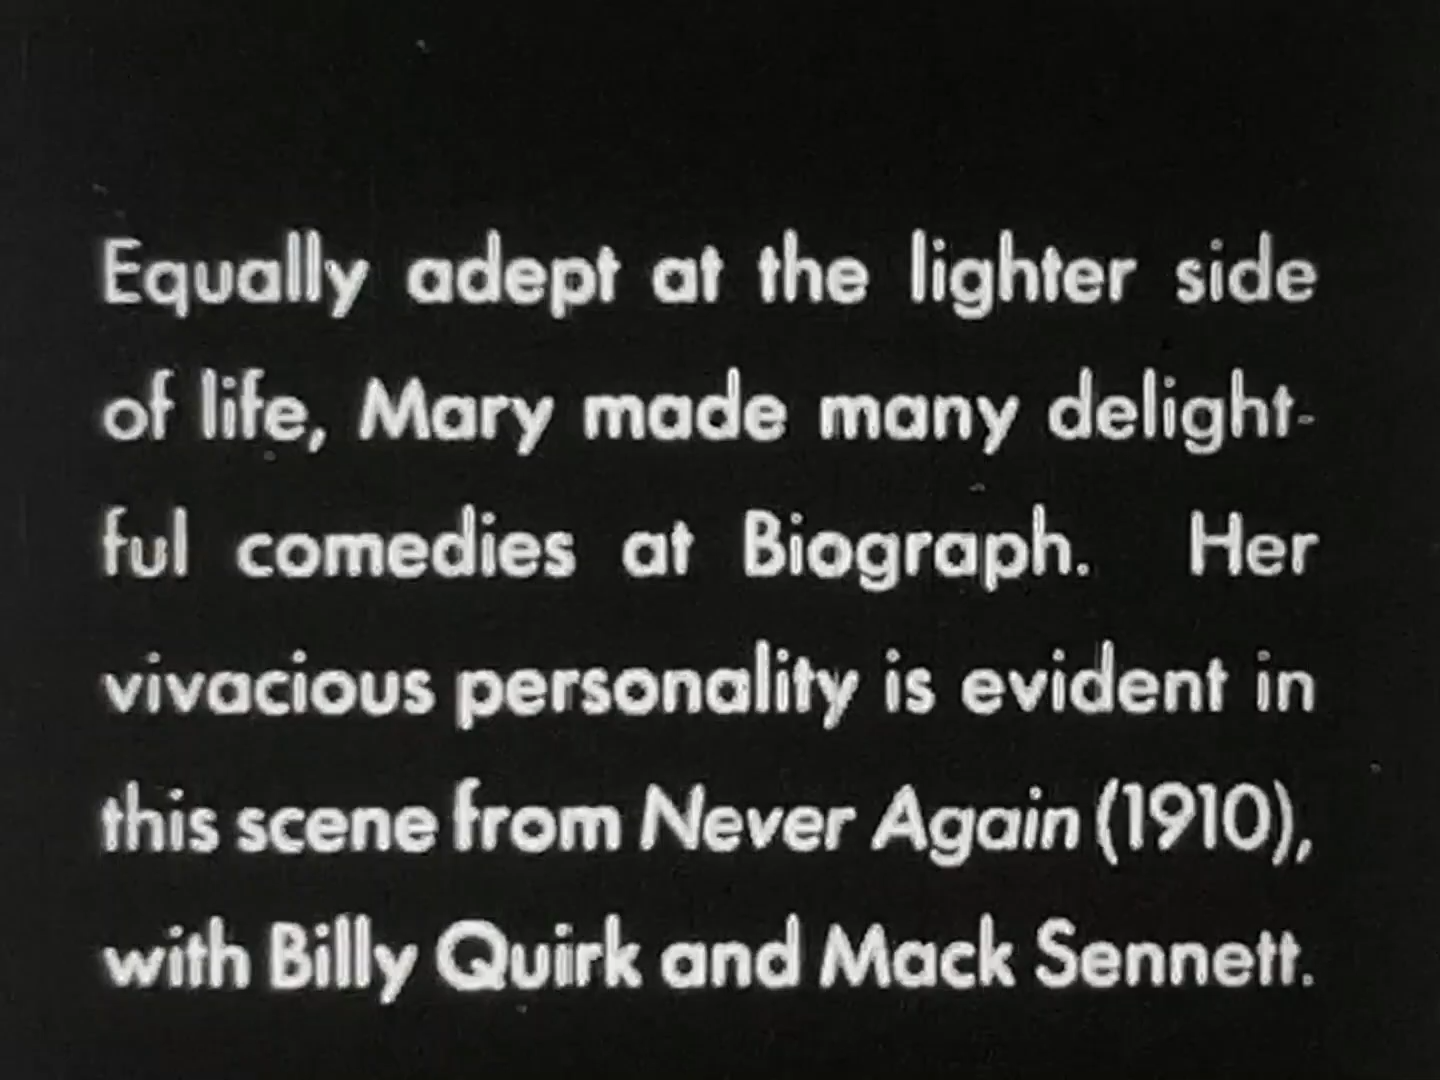 Equally adept at the lighter side
of life, Mary made many delight-
ful comedies at Biograph. Her
vivacious personality is evident in
this scene from Never Again (1910),
with Billy Quirk and Mack Sennett.